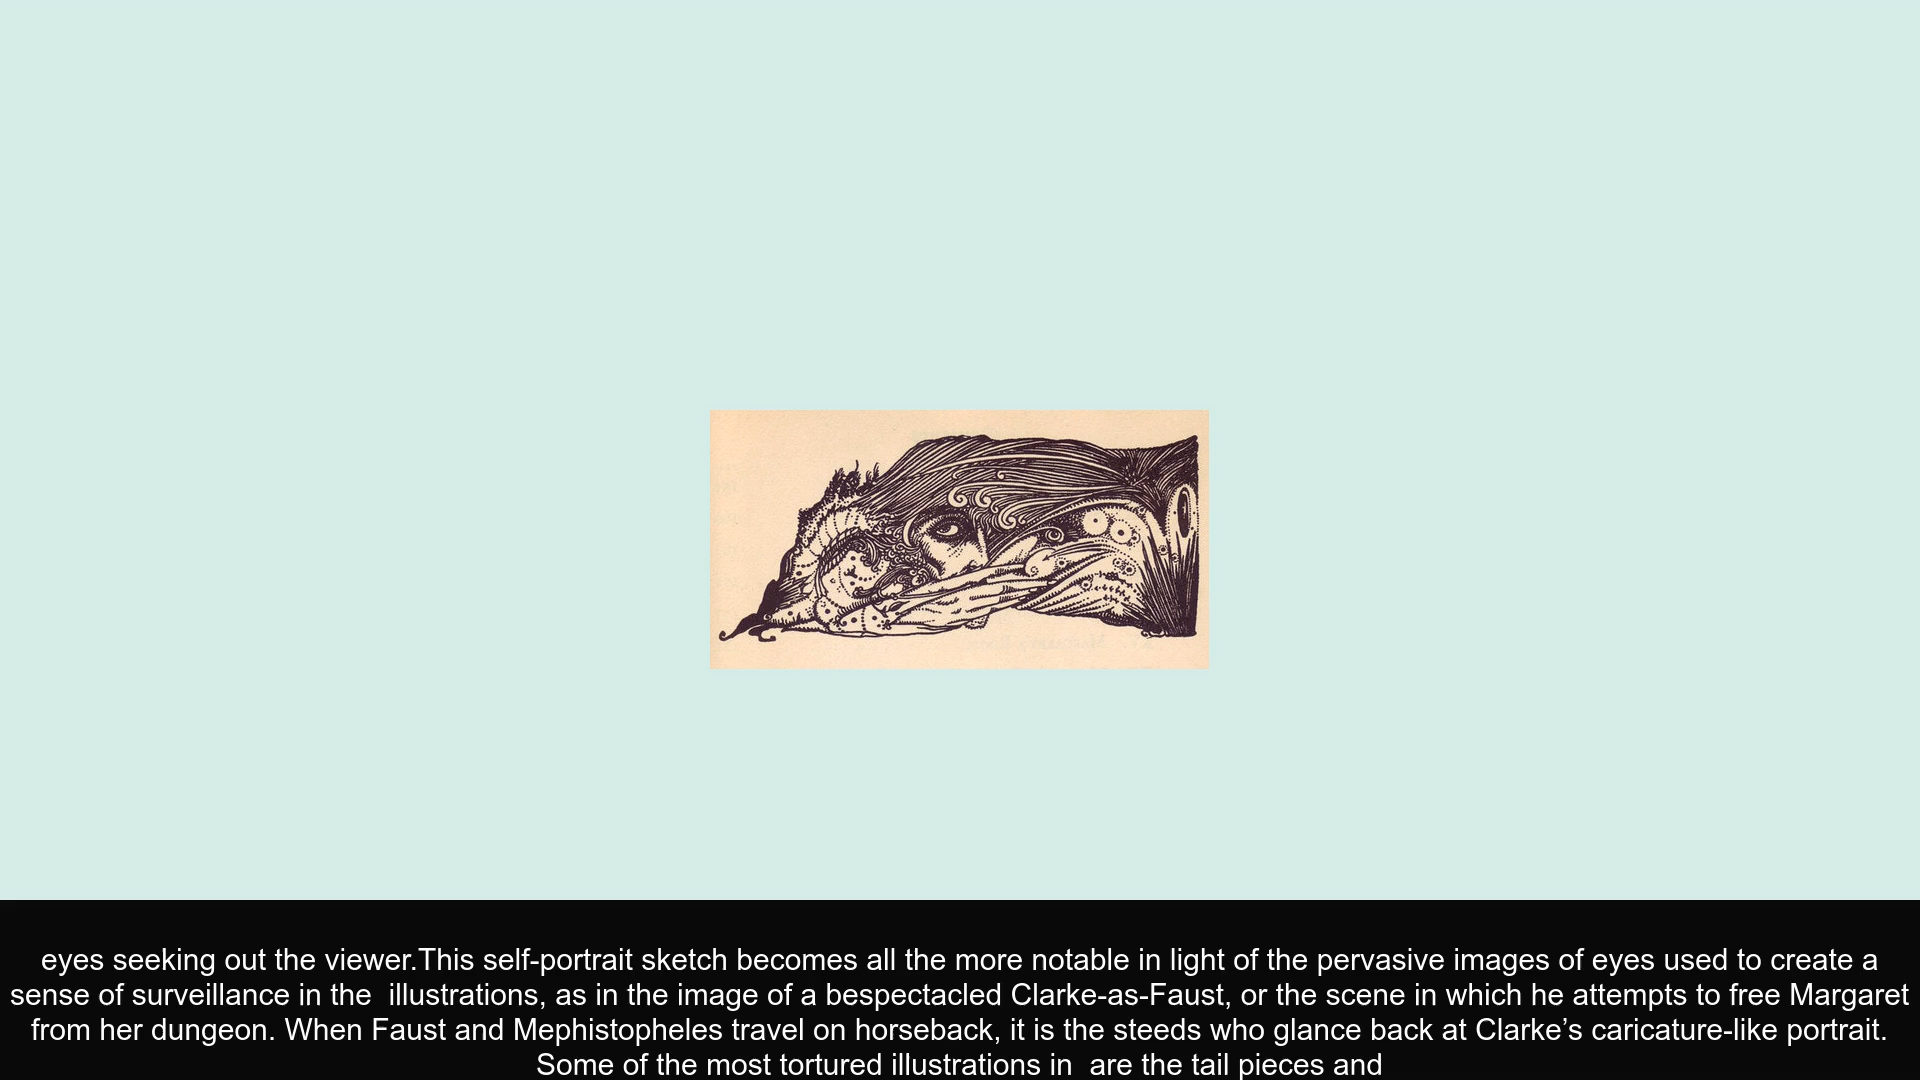 eyes seeking out the viewer.This self-portrait sketch becomes all the more notable in light of the pervasive images of eyes used to create a
sense of surveillance in the  illustrations, as in the image of a bespectacled Clarke-as-Faust, or the scene in which he attempts to free Margaret
from her dungeon. When Faust and Mephistopheles travel on horseback, it is the steeds who glance back at Clarke’s caricature-like portrait.
Some of the most tortured illustrations in  are the tail pieces and